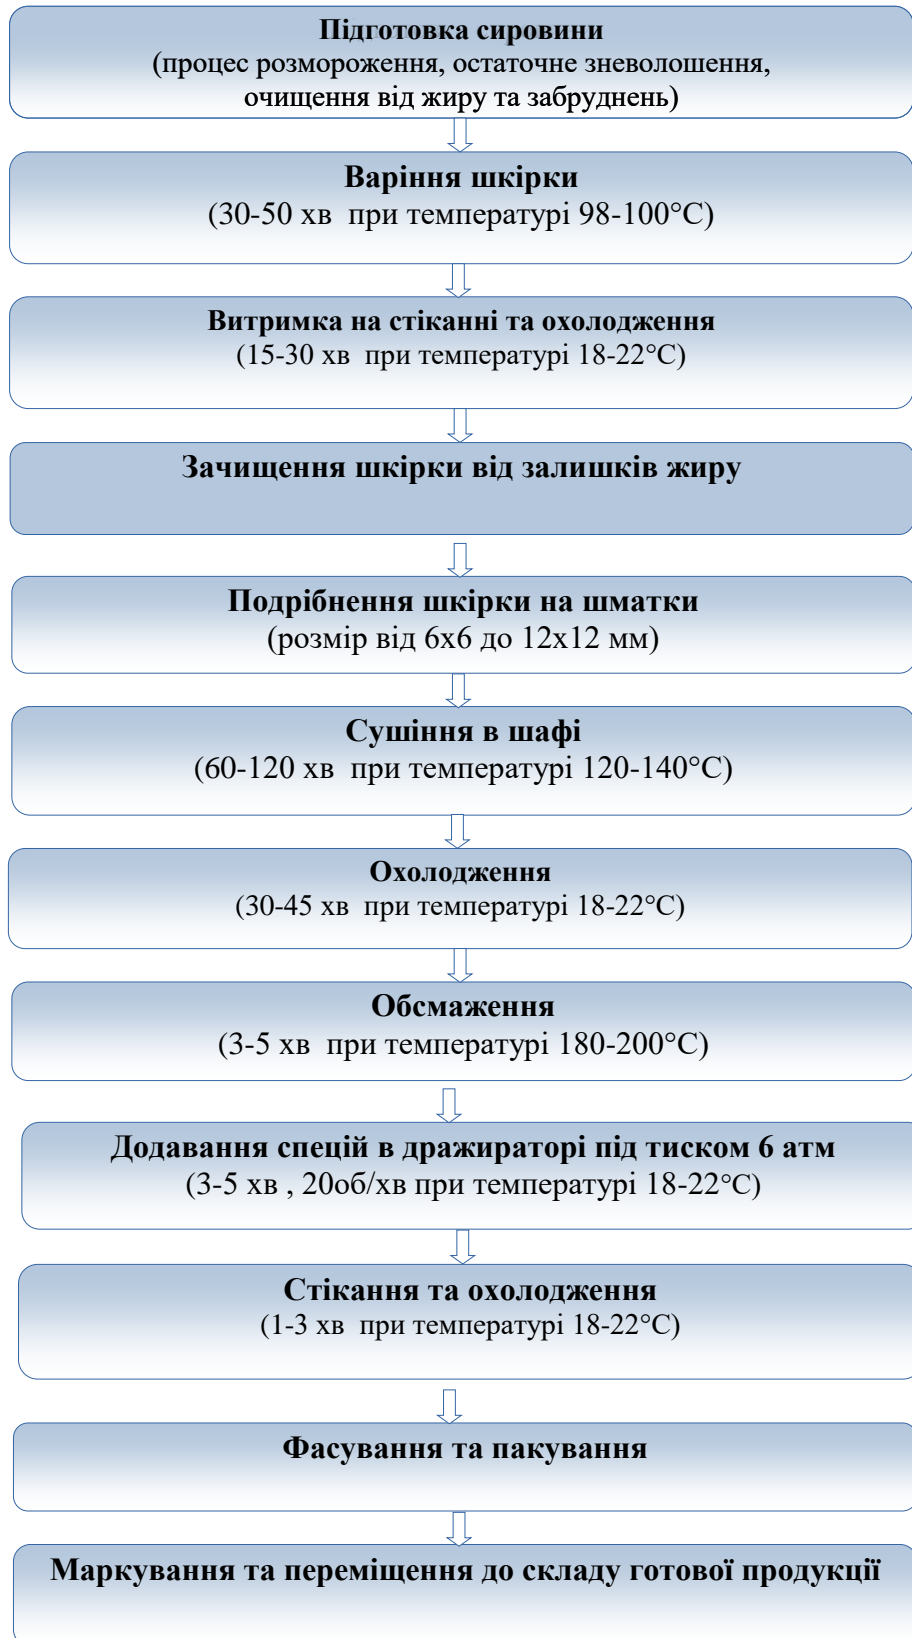 Підготовка сировини
(процес розмороження, остаточне зневолошення,
очищення від жиру та забруднень)
Варіння шкірки
(30-50 хв при температурі 98-100°С)
Витримка на стіканні та охолодження
(15-30 хв при температурі 18-22°С)
Зачищення шкірки від залишків жиру
Подрібнення шкірки на шматки
(розмір від 6х6 до 12х12 мм)
Сушіння в шафі
(60-120 хв при температурі 120-140°С)
Охолодження
(30-45 хв при температурі 18-22°С)
Обсмаження
(3-5 хв при температурі 180-200°С)
Додавання спецій в дражираторі під тиском 6 атм
(3-5 хв , 20об/хв при температурі 18-22°С)
Стікання та охолодження
(1-3 хв при температурі 18-22°С)
Фасування та пакування
Маркування та переміщення до складу готової продукції